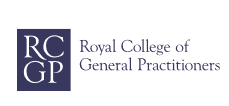 RC
GP
Royal College of
General Practitioners